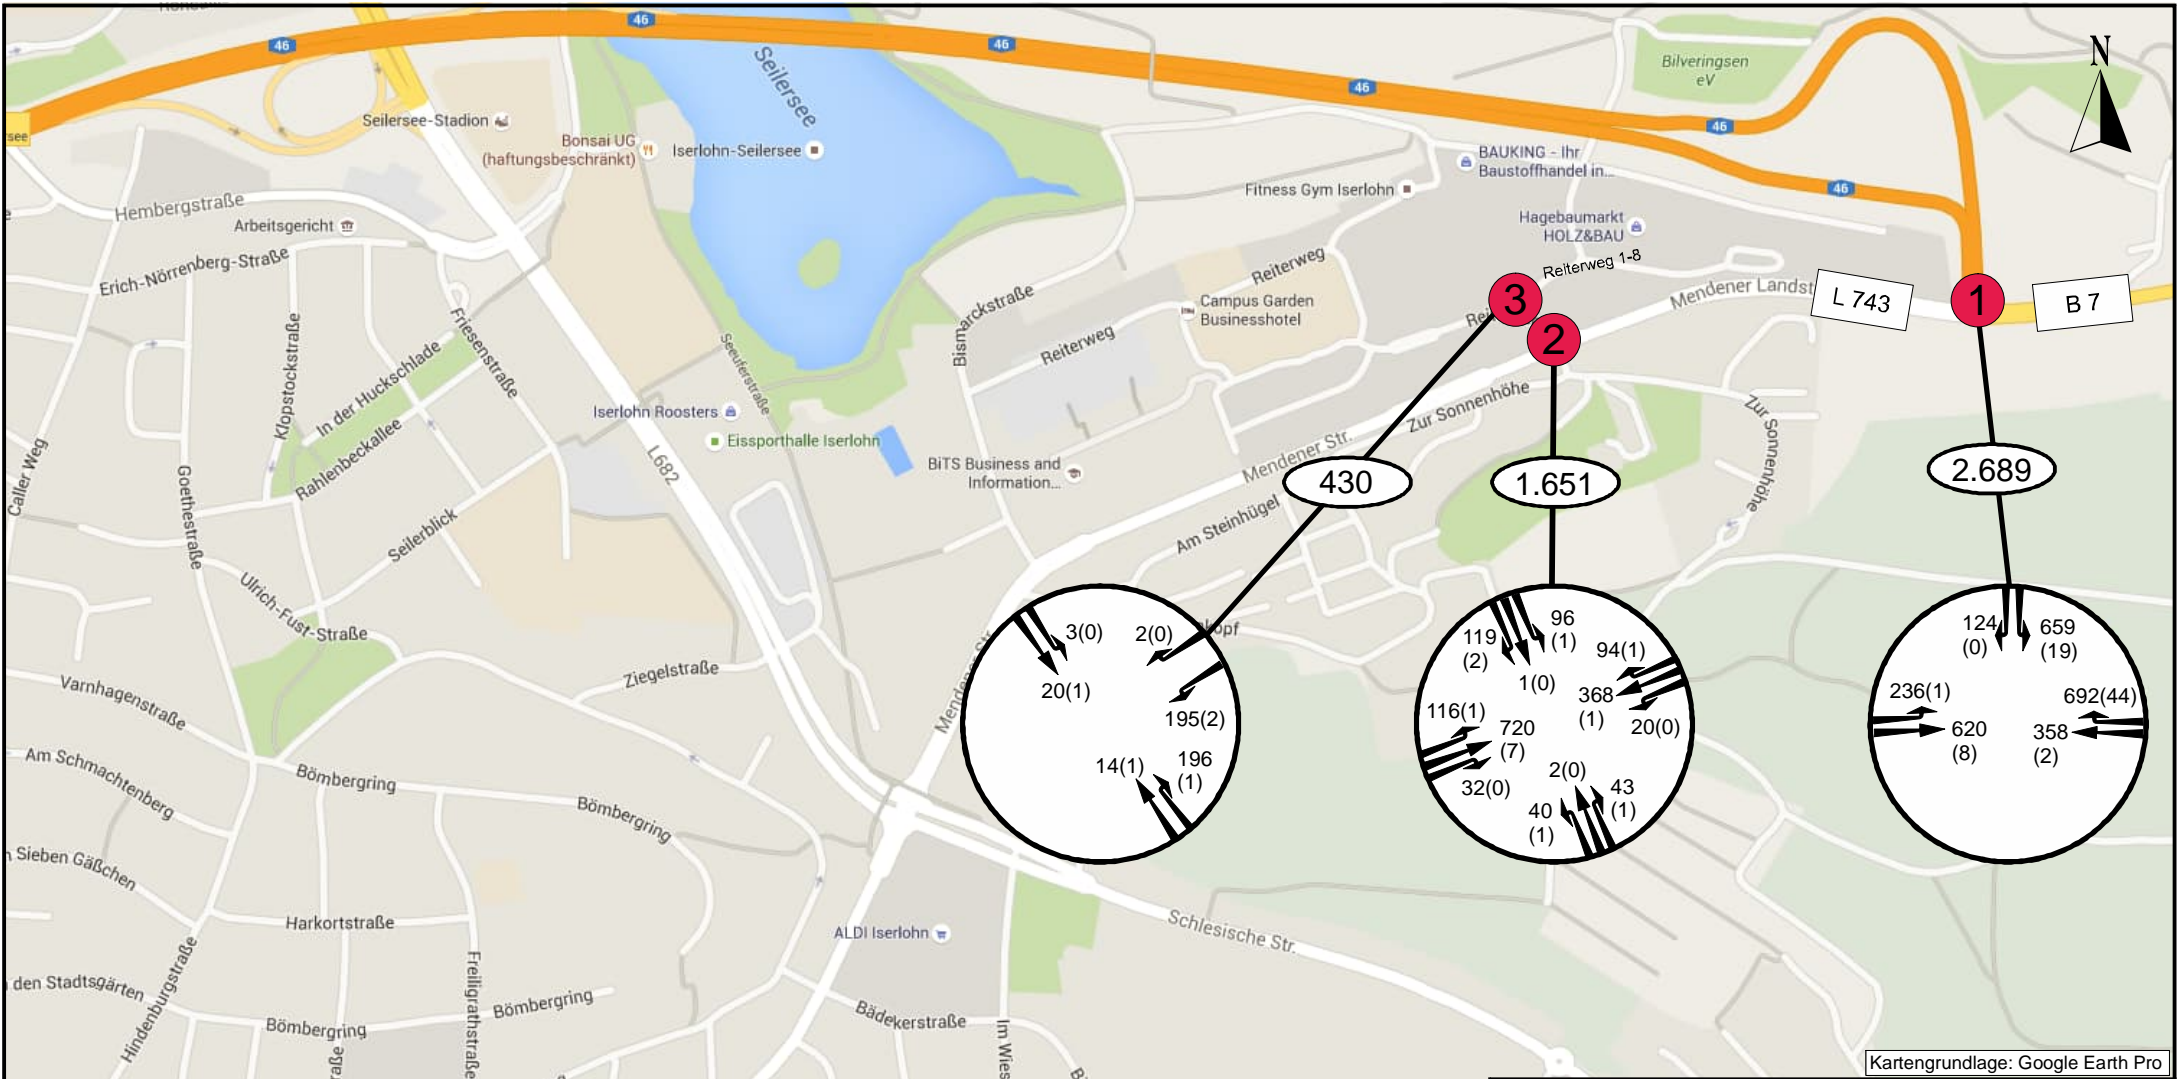 46
46
46
46
46
46
N
Bilveringsen
eV
Seilersee
Seilersee-Stadion
Bonsai UG
(haftungsbeschränkt)
Iserlohn-Seilersee
BAUKING - Ihr
Baustoffhandel in...
Fitness Gym Iserlohn
Hembergstraße
Arbeitsgericht
Hagebaumarkt
HOLZ&BAU
Erich-Nörrenberg-Straße
Reiterweg
Reiterweg 1-8
Mendener Landst
L 743
1
B 7
3
2
Campus Garden
Businesshotel
Bismarckstraße
Reiterweg
Friesenstraße
Klopstockstraße
In der Huckschlade
Seeuferstraße
Rahlenbeckallee
Iserlohn Roosters
Eissporthalle Iserlohn
Zur Sonnenhöhe
Zur Sonnenhöhe
Mendener Str.
L682
Caller Weg
Goethestraße
BiTS Business and
Information...
430
1.651
2.689
Am Steinhügel
Seilerblick
Ulrich-Fust-Straße
kopf
Ziegelstraße
Mendener Str.
Varnhagenstraße
3(0)
2(0)
20(1)
195(2)
14(1)
196
(1)
96
(1)
119
(2)
1(0)
94(1)
368
(1)
20(0)
116(1)
720
(7)
32(0)
2(0)
40
(1)
43
(1)
124
(0)
659
(19)
236(1)
620
(8)
692(44)
358
(2)
Am Schmachtenberg
Bömbergring
Bömbergring
Sieben Gäßchen
Harkortstraße
ALDI Iserlohn
Schlesische Str.
Hindenburgstraße
Freiligrathstraße
den Stadtsgärten
Bömbergring
Bömbergring
Bädekerstraße
Im Wies
raße
Kartengrundlage: Google Earth Pro